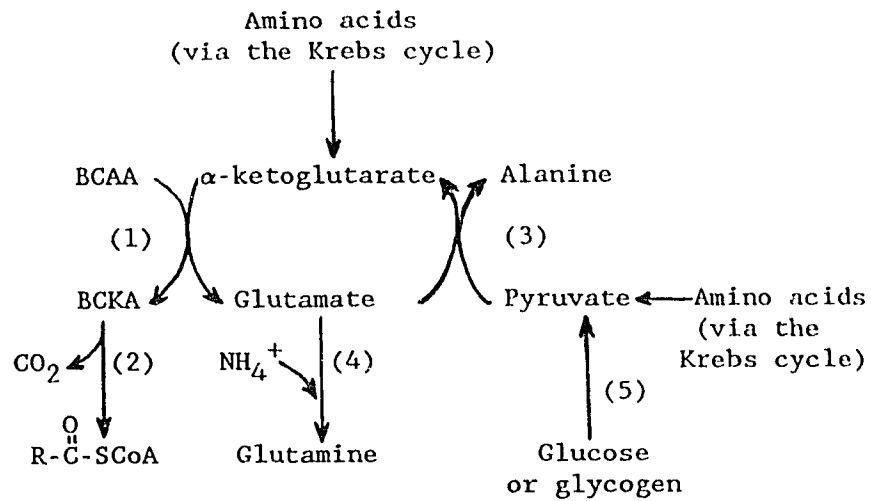 Amino acids
(via the Krebs cycle)
BCAA α-ketoglutarate Alanine
(1) (3)
BCKA Glutamate Pyruvate Amino acids
(via the
Krebs cycle)
CO₂ (2) NH₄⁺ (4) (5)
O
R-C-SCoA Glutamine Glucose
or glycogen